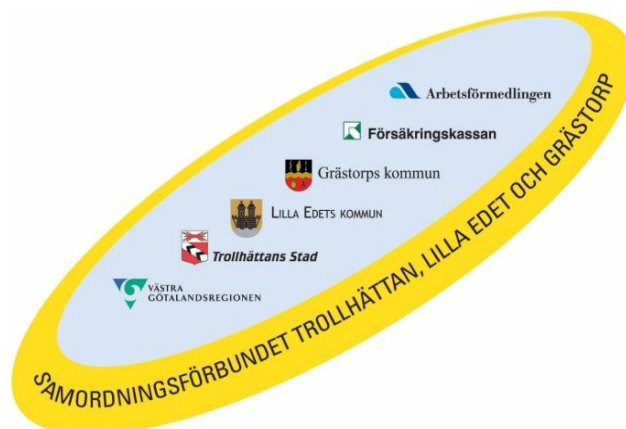 Arbetsförmedlingen
Försäkringskassan
Grästorps kommun
LILLA EDETS KOMMUN
Trollhättans Stad
VÄSTRA
GÖTALANDSREGIONEN
SAMORDNINGSFÖRBUNDET TROLLHÄTTAN, LILLA EDET OCH GRÄSTORP